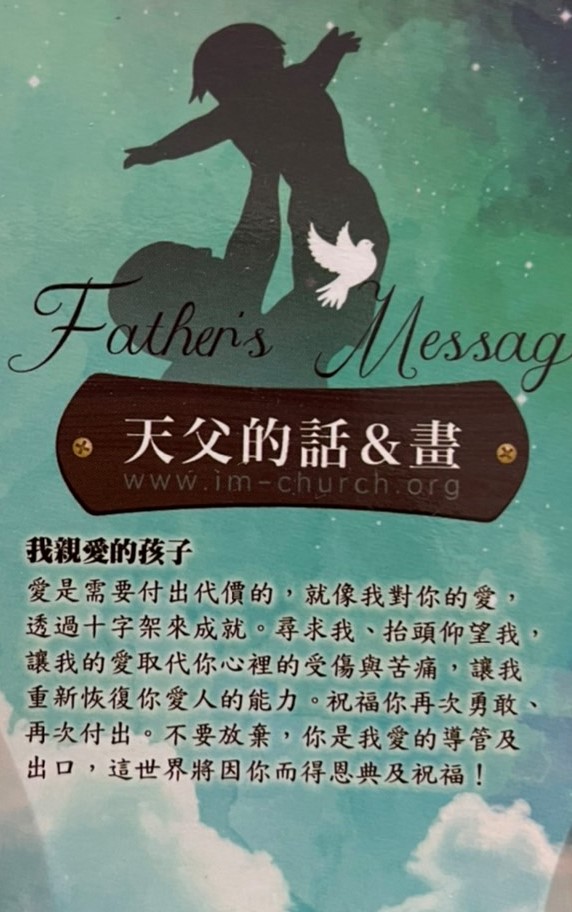 Father's Messag
天父的話&畫
www.im-church.org
我親愛的孩子
愛是需要付出代價的，就像我對你的愛，
透過十字架來成就。尋求我、抬頭仰望我，
讓我的愛取代你心裡的受傷與苦痛，讓我
重新恢復你愛人的能力。祝福你再次勇敢、
再次付出。不要放棄，你是我愛的導管及
出口，這世界將因你而得恩典及祝福！